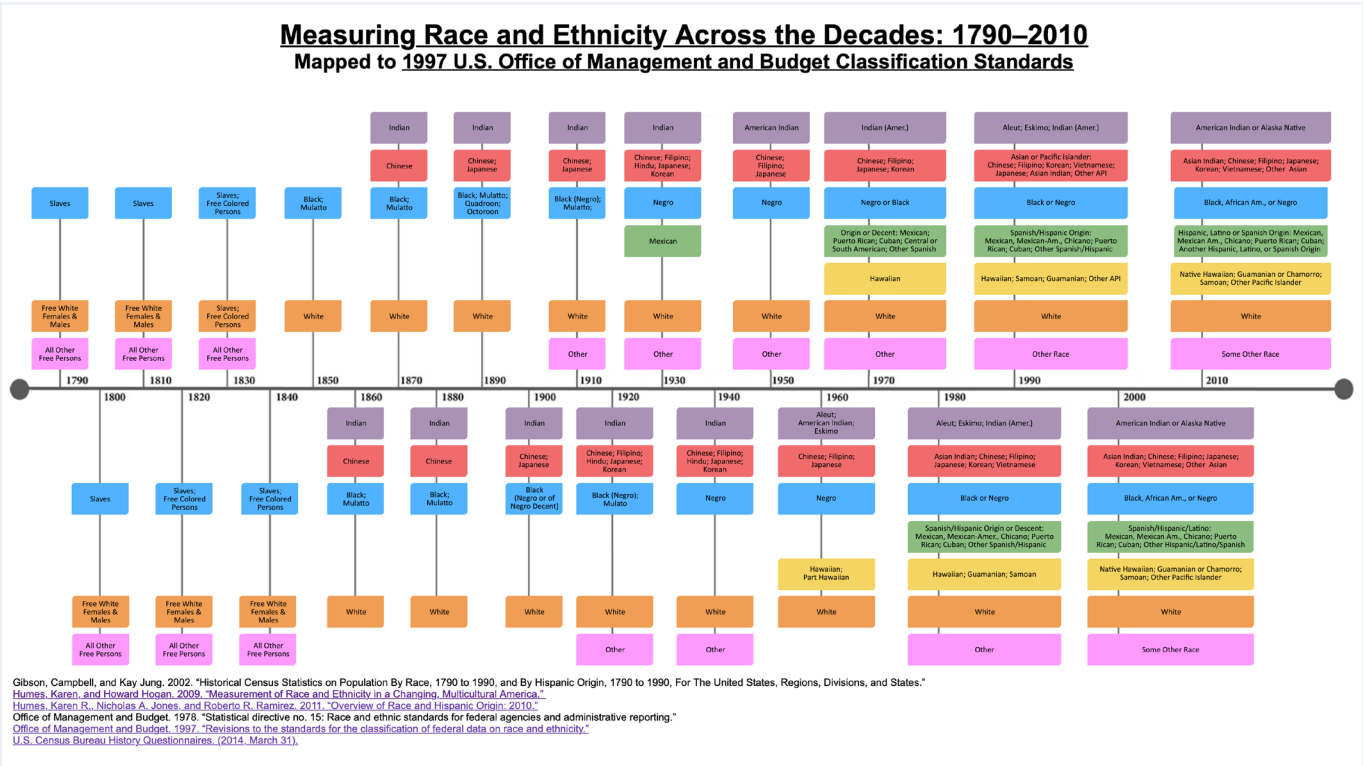 Measuring Race and Ethnicity Across the Decades: 1790–2010
Mapped to 1997 U.S. Office of Management and Budget Classification Standards
Indian
Indian
Indian
Indian
American Indian
Indian (Amer.)
Aleut; Eskimo; Indian (Amer.)
American Indian or Alaska Native
Chinese
Chinese;
Japanese
Chinese;
Japanese
Chinese; Filipino;
Hindu; Japanese;
Korean
Chinese;
Filipino;
Japanese
Chinese; Filipino;
Japanese; Korean
Asian or Pacific Islander:
Chinese; Filipino; Korean; Vietnamese;
Japanese; Asian Indian; Other API
Asian Indian; Chinese; Filipino; Japanese;
Korean; Vietnamese; Other  Asian
Slaves
Slaves
Slaves;
Free Colored
Persons
Black;
Mulatto
Black;
Mulatto
Black; Mulatto;
Quadroon;
Octoroon
Black (Negro);
Mulatto;
Negro
Negro
Negro or Black
Black or Negro
Black, African Am., or Negro
Mexican
Origin or Decent: Mexican;
Puerto Rican; Cuban; Central or
South American; Other Spanish
Spanish/Hispanic Origin:
Mexican, Mexican-Am., Chicano; Puerto
Rican; Cuban; Other Spanish/Hispanic
Hispanic, Latino or Spanish Origin: Mexican,
Mexican Am., Chicano; Puerto Rican; Cuban;
Another Hispanic, Latino, or Spanish Origin
Hawaiian
Hawaiian; Samoan; Guamanian; Other API
Native Hawaiian; Guamanian or Chamorro;
Samoan; Other Pacific Islander
Free White
Females &
Males
Free White
Females &
Males
Slaves;
Free Colored
Persons
White
White
White
White
White
White
White
White
White
All Other
Free Persons
All Other
Free Persons
All Other
Free Persons
Other
Other
Other
Other
Other Race
Some Other Race
1790
1810
1830
1850
1870
1890
1910
1930
1950
1970
1990
2010
1800
1820
1840
1860
1880
1900
1920
1940
1960
1980
2000
Indian
Indian
Indian
Indian
Indian
Aleut;
American Indian;
Eskimo
Aleut; Eskimo; Indian (Amer.)
American Indian or Alaska Native
Chinese
Chinese
Chinese;
Japanese
Chinese; Filipino;
Hindu; Japanese;
Korean
Chinese; Filipino;
Hindu; Japanese;
Korean
Chinese; Filipino;
Japanese
Asian Indian; Chinese; Filipino;
Japanese; Korean; Vietnamese
Asian Indian; Chinese; Filipino; Japanese;
Korean; Vietnamese; Other  Asian
Slaves
Slaves;
Free Colored
Persons
Slaves;
Free Colored
Persons
Black;
Mulatto
Black;
Mulatto
Black
(Negro or of
Negro Decent)
Black (Negro);
Mulato
Negro
Negro
Black or Negro
Black, African Am., or Negro
Spanish/Hispanic Origin or Descent:
Mexican, Mexican-Amer., Chicano; Puerto
Rican; Cuban; Other Spanish/Hispanic
Spanish/Hispanic/Latino:
Mexican, Mexican Am., Chicano; Puerto
Rican; Cuban; Other Hispanic/Latino/Spanish
Hawaiian;
Part Hawaiian
Hawaiian; Guamanian; Samoan
Native Hawaiian; Guamanian or Chamorro;
Samoan; Other Pacific Islander
Free White
Females &
Males
Free White
Females &
Males
Free White
Females &
Males
White
White
White
White
White
White
White
White
All Other
Free Persons
All Other
Free Persons
All Other
Free Persons
Other
Other
Other
Some Other Race
Gibson, Campbell, and Kay Jung. 2002. “Historical Census Statistics on Population By Race, 1790 to 1990, and By Hispanic Origin, 1790 to 1990, For The United States, Regions, Divisions, and States.”
Humes, Karen, and Howard Hogan. 2009. “Measurement of Race and Ethnicity in a Changing, Multicultural America.”
Humes, Karen R., Nicholas A. Jones, and Roberto R. Ramirez. 2011. “Overview of Race and Hispanic Origin: 2010.”
Office of Management and Budget. 1978. “Statistical directive no. 15: Race and ethnic standards for federal agencies and administrative reporting.”
Office of Management and Budget. 1997. “Revisions to the standards for the classification of federal data on race and ethnicity.”
U.S. Census Bureau History Questionnaires. (2014, March 31).